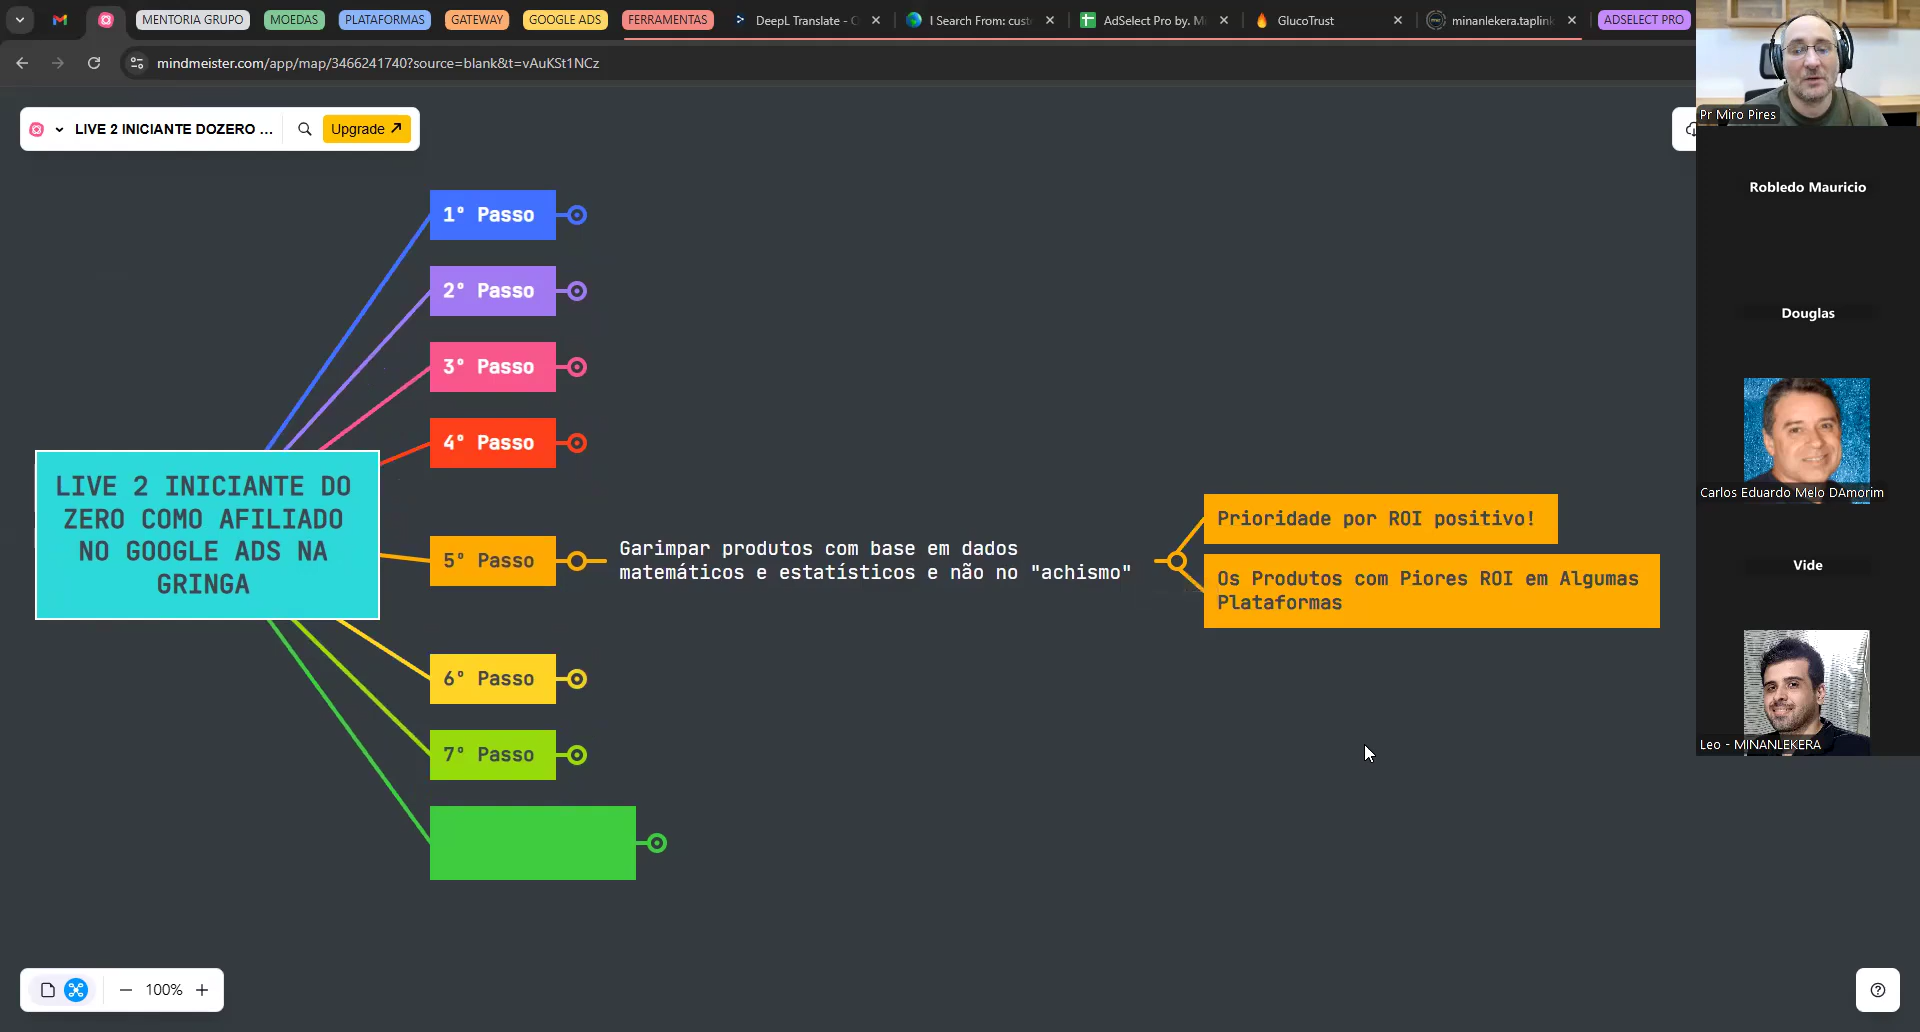 MENTORIA GRUPO
MOEDAS
PLATAFORMAS
GATEWAY
GOOGLE ADS
FERRAMENTAS
DeepL Translate -
I Search From: cust
AdSelect Pro by.
GlucoTrust
minanlekera.taplink
ADSELECT PRO
mindmeister.com/app/map/3466241740?source=blank&t=vAuKSt1NCz
LIVE 2 INICIANTE DOZERO ...
Upgrade
1° Passo
2° Passo
3° Passo
4° Passo
LIVE 2 INICIANTE DO
ZERO COMO AFILIADO
NO GOOGLE ADS NA
GRINGA
5° Passo
Garimpar produtos com base em dados
matemáticos e estatísticos e não no "achismo"
Prioridade por ROI positivo!
Os Produtos com Piores ROI em Algumas
Plataformas
6° Passo
7° Passo
100%
Pr Miro Pires
Robledo Mauricio
Douglas
Carlos Eduardo Melo DAmorim
Vide
Leo - MINANLEKERA